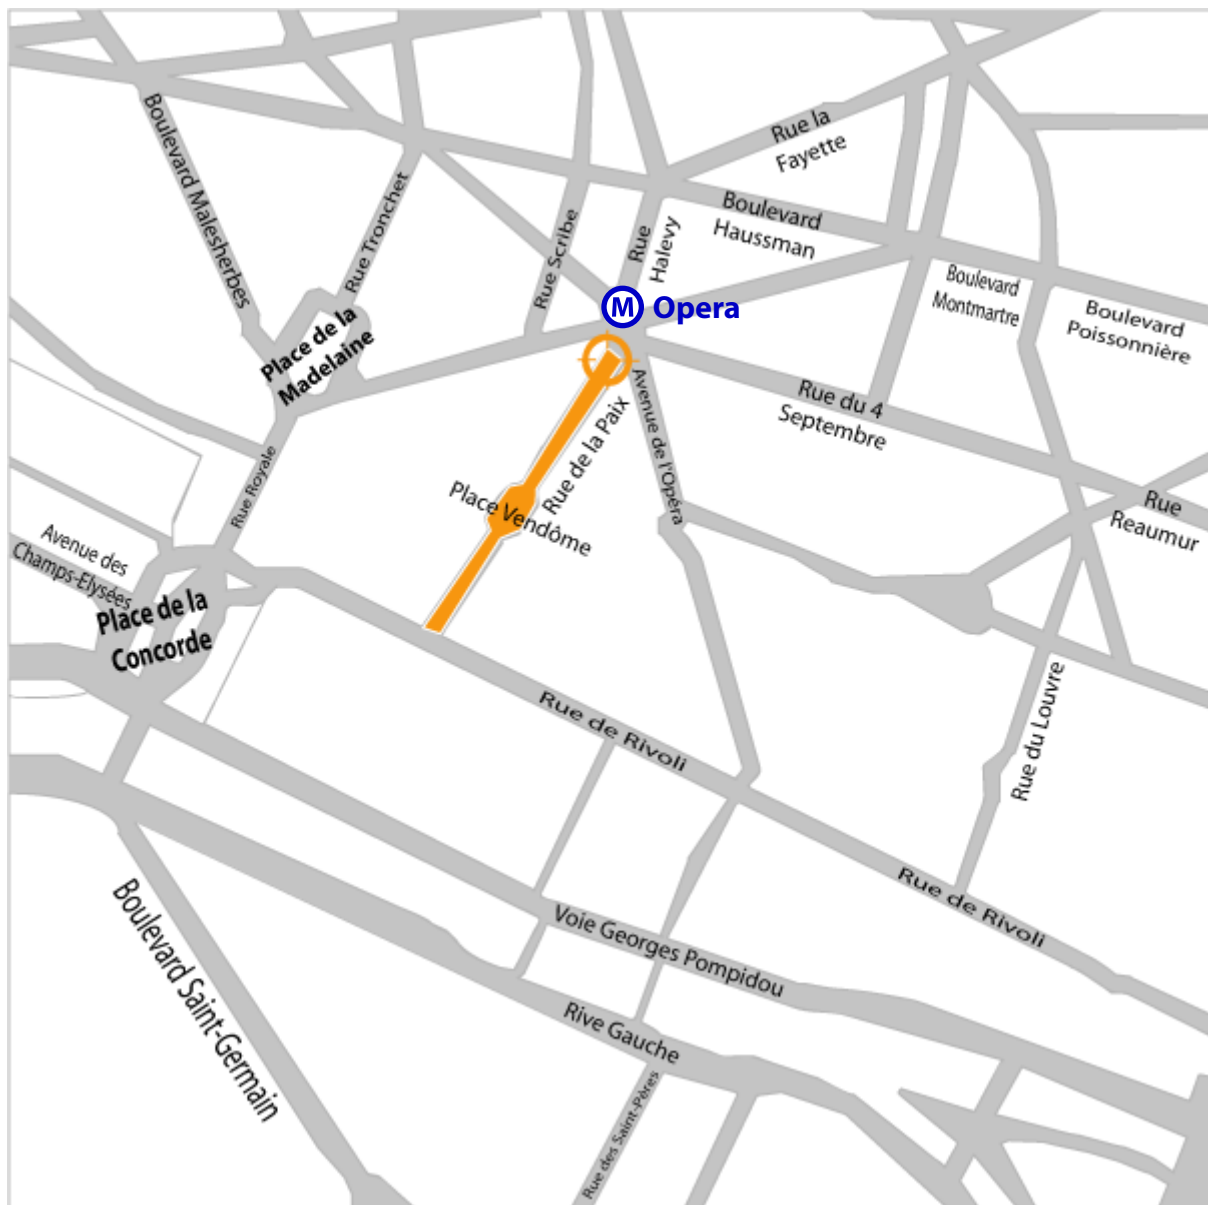 Boulevard Malesherbes
Rue Tronchet
Rue Scribe
Rue
Halevy
Rue la
Fayette
Boulevard
Haussman
Boulevard
Montmartre
Boulevard
Poissonnière
M Opera
Place de la
Madelaine
Avenue de l'Opéra
Rue de la Paix
Rue du 4
Septembre
Rue Royale
Place Vendôme
Rue
Reaumur
Avenue des
Champs-Elysées
Place de la
Concorde
Rue de Rivoli
Rue du Louvre
Rue de Rivoli
Voie Georges Pompidou
Boulevard Saint-Germain
Rive Gauche
Rue des Saint-Pères